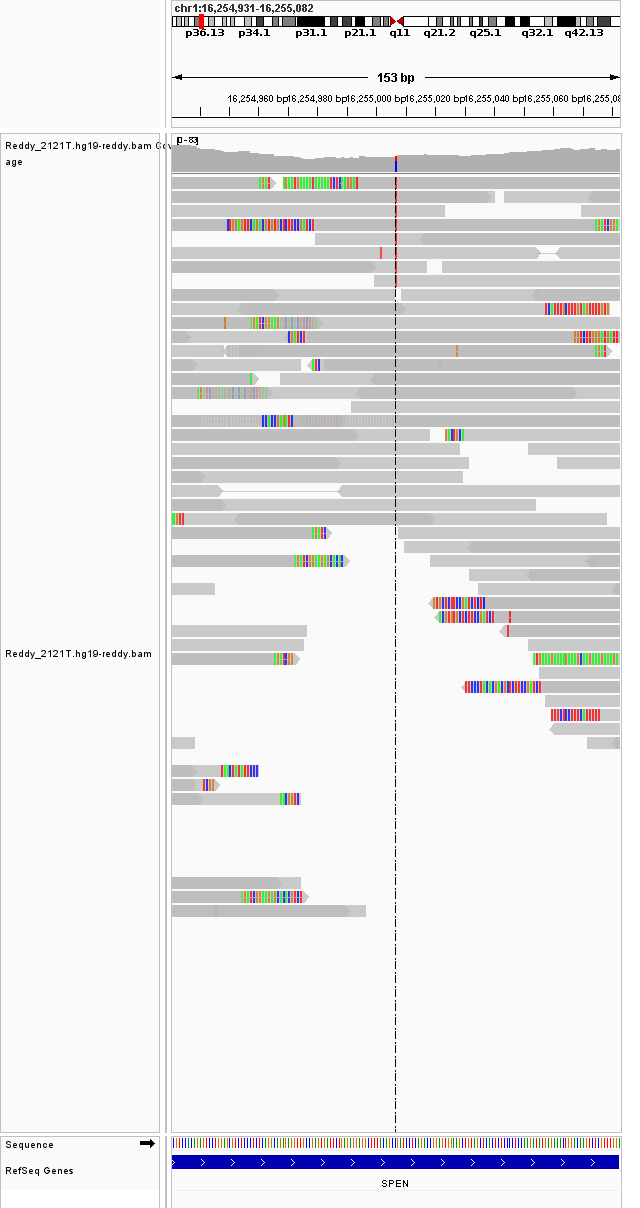 chr1:16,254,931-16,255,082
p36.13 p34.1 p31.1 p21.1 q11 q21.2 q25.1 q32.1 q42.13
153 bp
16,254,960 bp 16,254,980 bp 16,255,000 bp 16,255,020 bp 16,255,040 bp 16,255,060 bp 16,255,08
[0 - 83]
Reddy_2121T.hg19-reddy.bam Cov
age
Reddy_2121T.hg19-reddy.bam
Sequence
RefSeq Genes
SPEN